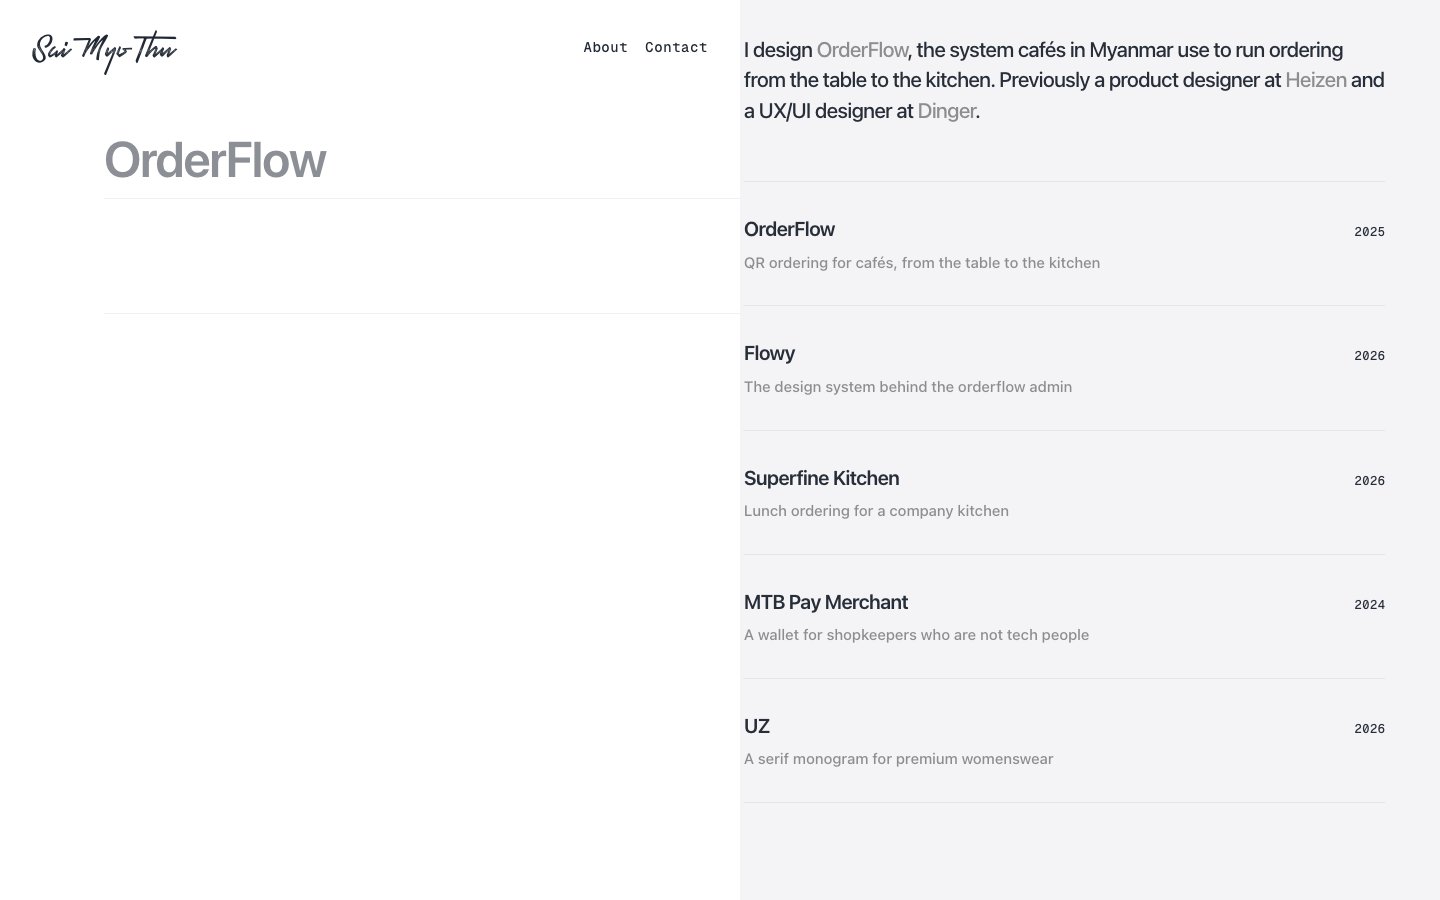 Sai Myo Thu
About Contact
OrderFlow
I design OrderFlow, the system cafés in Myanmar use to run ordering
from the table to the kitchen. Previously a product designer at Heizen and
a UX/UI designer at Dinger.
OrderFlow 2025
QR ordering for cafés, from the table to the kitchen
Flowy 2026
The design system behind the orderflow admin
Superfine Kitchen 2026
Lunch ordering for a company kitchen
MTB Pay Merchant 2024
A wallet for shopkeepers who are not tech people
UZ 2026
A serif monogram for premium womenswear